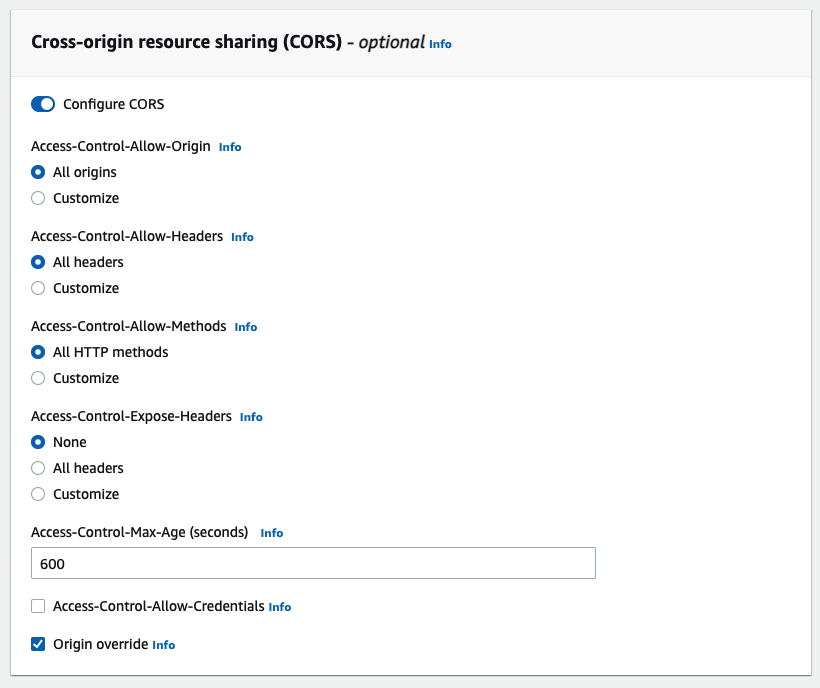 Cross-origin resource sharing (CORS) - optional Info
Configure CORS
Access-Control-Allow-Origin Info
All origins
Customize
Access-Control-Allow-Headers Info
All headers
Customize
Access-Control-Allow-Methods Info
All HTTP methods
Customize
Access-Control-Expose-Headers Info
None
All headers
Customize
Access-Control-Max-Age (seconds) Info
600
Access-Control-Allow-Credentials Info
Origin override Info